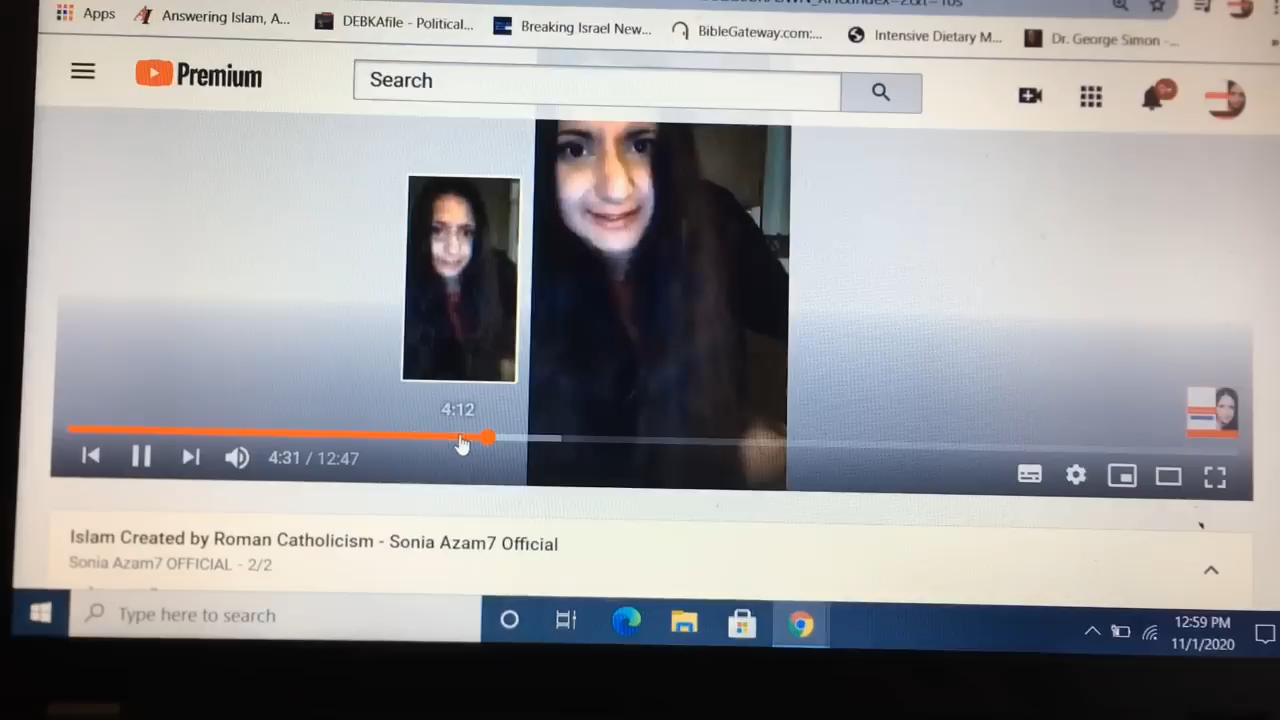 Apps
Answering Islam, A...
DEBKAfile - Political...
Breaking Israel New...
BibleGateway.com:...
Intensive Dietary M...
Dr. George Simon -...
Premium
Search
4:12
4:31 / 12:47
Islam Created by Roman Catholicism - Sonia Azam7 Official
Sonia Azam7 OFFICIAL - 2/2
Type here to search
12:59 PM
11/1/2020